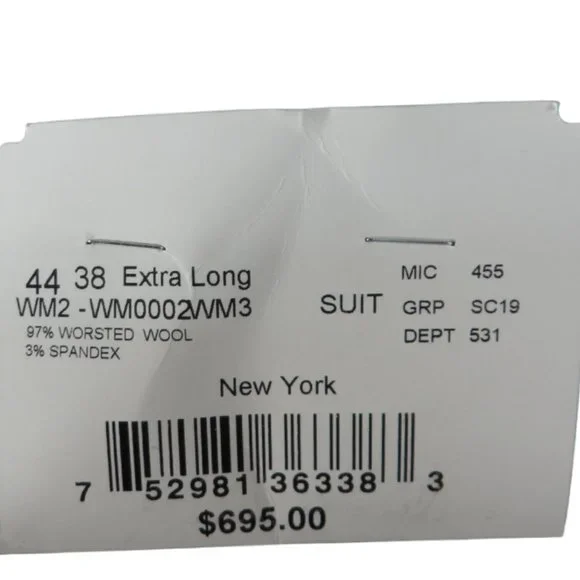 44 38 Extra Long
WM2 -WM0002WM3
97% WORSTED WOOL
3% SPANDEX
SUIT
MIC 455
GRP SC19
DEPT 531
New York
7 52981 36338 3
$695.00